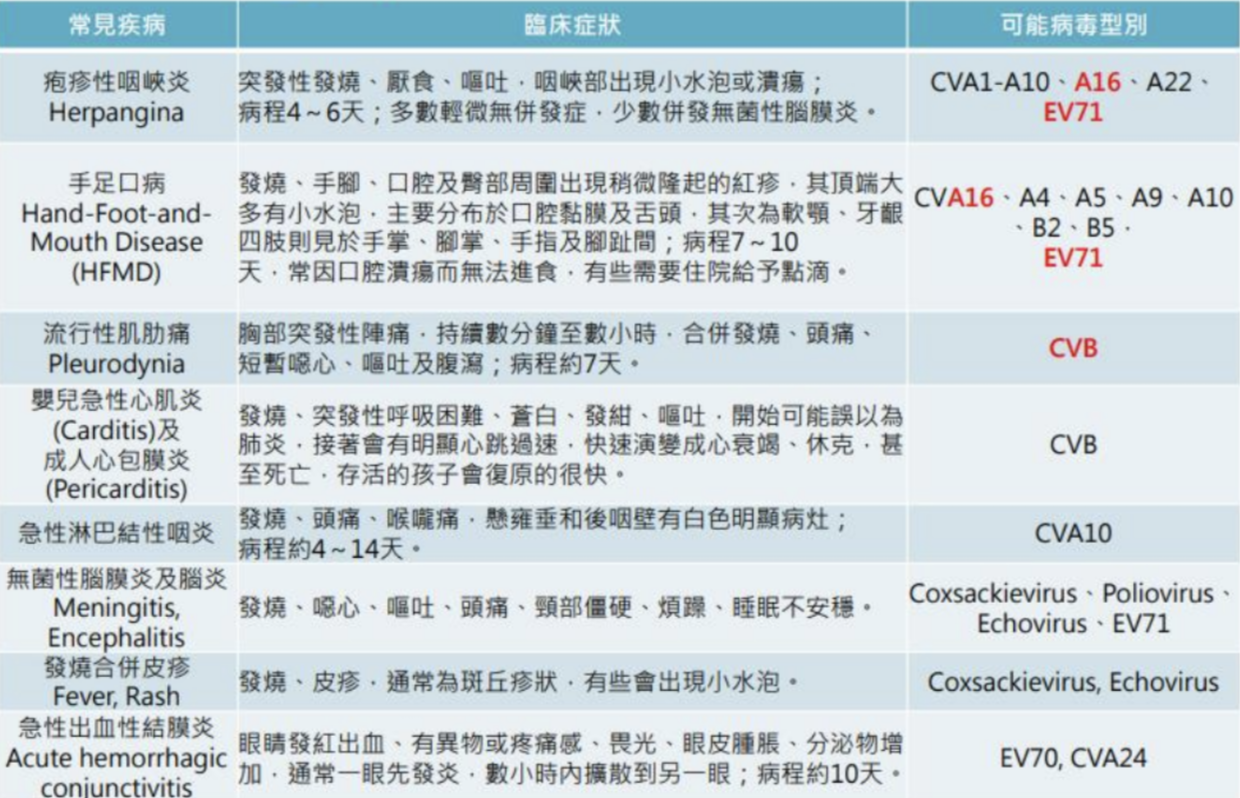 常見疾病
臨床症狀
可能病毒型別
疱疹性咽峽炎
Herpangina
突發性發燒、厭食、嘔吐，咽峽部出現小水泡或潰瘍；
病程4～6天；多數輕微無併發症，少數併發無菌性腦膜炎。
CVA1-A10、A16、A22、
EV71
手足口病
Hand-Foot-and-
Mouth Disease
(HFMD)
發燒、手腳、口腔及臀部周圍出現稍微隆起的紅疹，其頂端大
多有小水泡，主要分布於口腔黏膜及舌頭，其次為軟顎、牙齦
四肢則見於手掌、腳掌、手指及腳趾間；病程7～10
天，常因口腔潰瘍而無法進食，有些需要住院給予點滴。
CVA16、A4、A5、A9、A10
、B2、B5，
EV71
流行性肌肋痛
Pleurodynia
胸部突發性陣痛，持續數分鐘至數小時，合併發燒、頭痛、
短暫噁心、嘔吐及腹瀉；病程約7天。
CVB
嬰兒急性心肌炎
(Carditis)及
成人心包膜炎
(Pericarditis)
發燒、突發性呼吸困難、蒼白、發紺、嘔吐，開始可能誤以為
肺炎，接著會有明顯心跳過速，快速演變成心衰竭、休克，甚
至死亡，存活的孩子會復原的很快。
CVB
急性淋巴結性咽炎
發燒、頭痛、喉嚨痛，懸雍垂和後咽壁有白色明顯病灶；
病程約4～14天。
CVA10
無菌性腦膜炎及腦炎
Meningitis,
Encephalitis
發燒、噁心、嘔吐、頭痛、頸部僵硬、煩躁、睡眠不安穩。
Coxsackievirus、Poliovirus、
Echovirus、EV71
發燒合併皮疹
Fever, Rash
發燒、皮疹，通常為斑丘疹狀，有些會出現小水泡。
Coxsackievirus, Echovirus
急性出血性結膜炎
Acute hemorrhagic
conjunctivitis
眼睛發紅出血、有異物或疼痛感、畏光、眼皮腫脹、分泌物增
加，通常一眼先發炎，數小時內擴散到另一眼；病程約10天。
EV70, CVA24